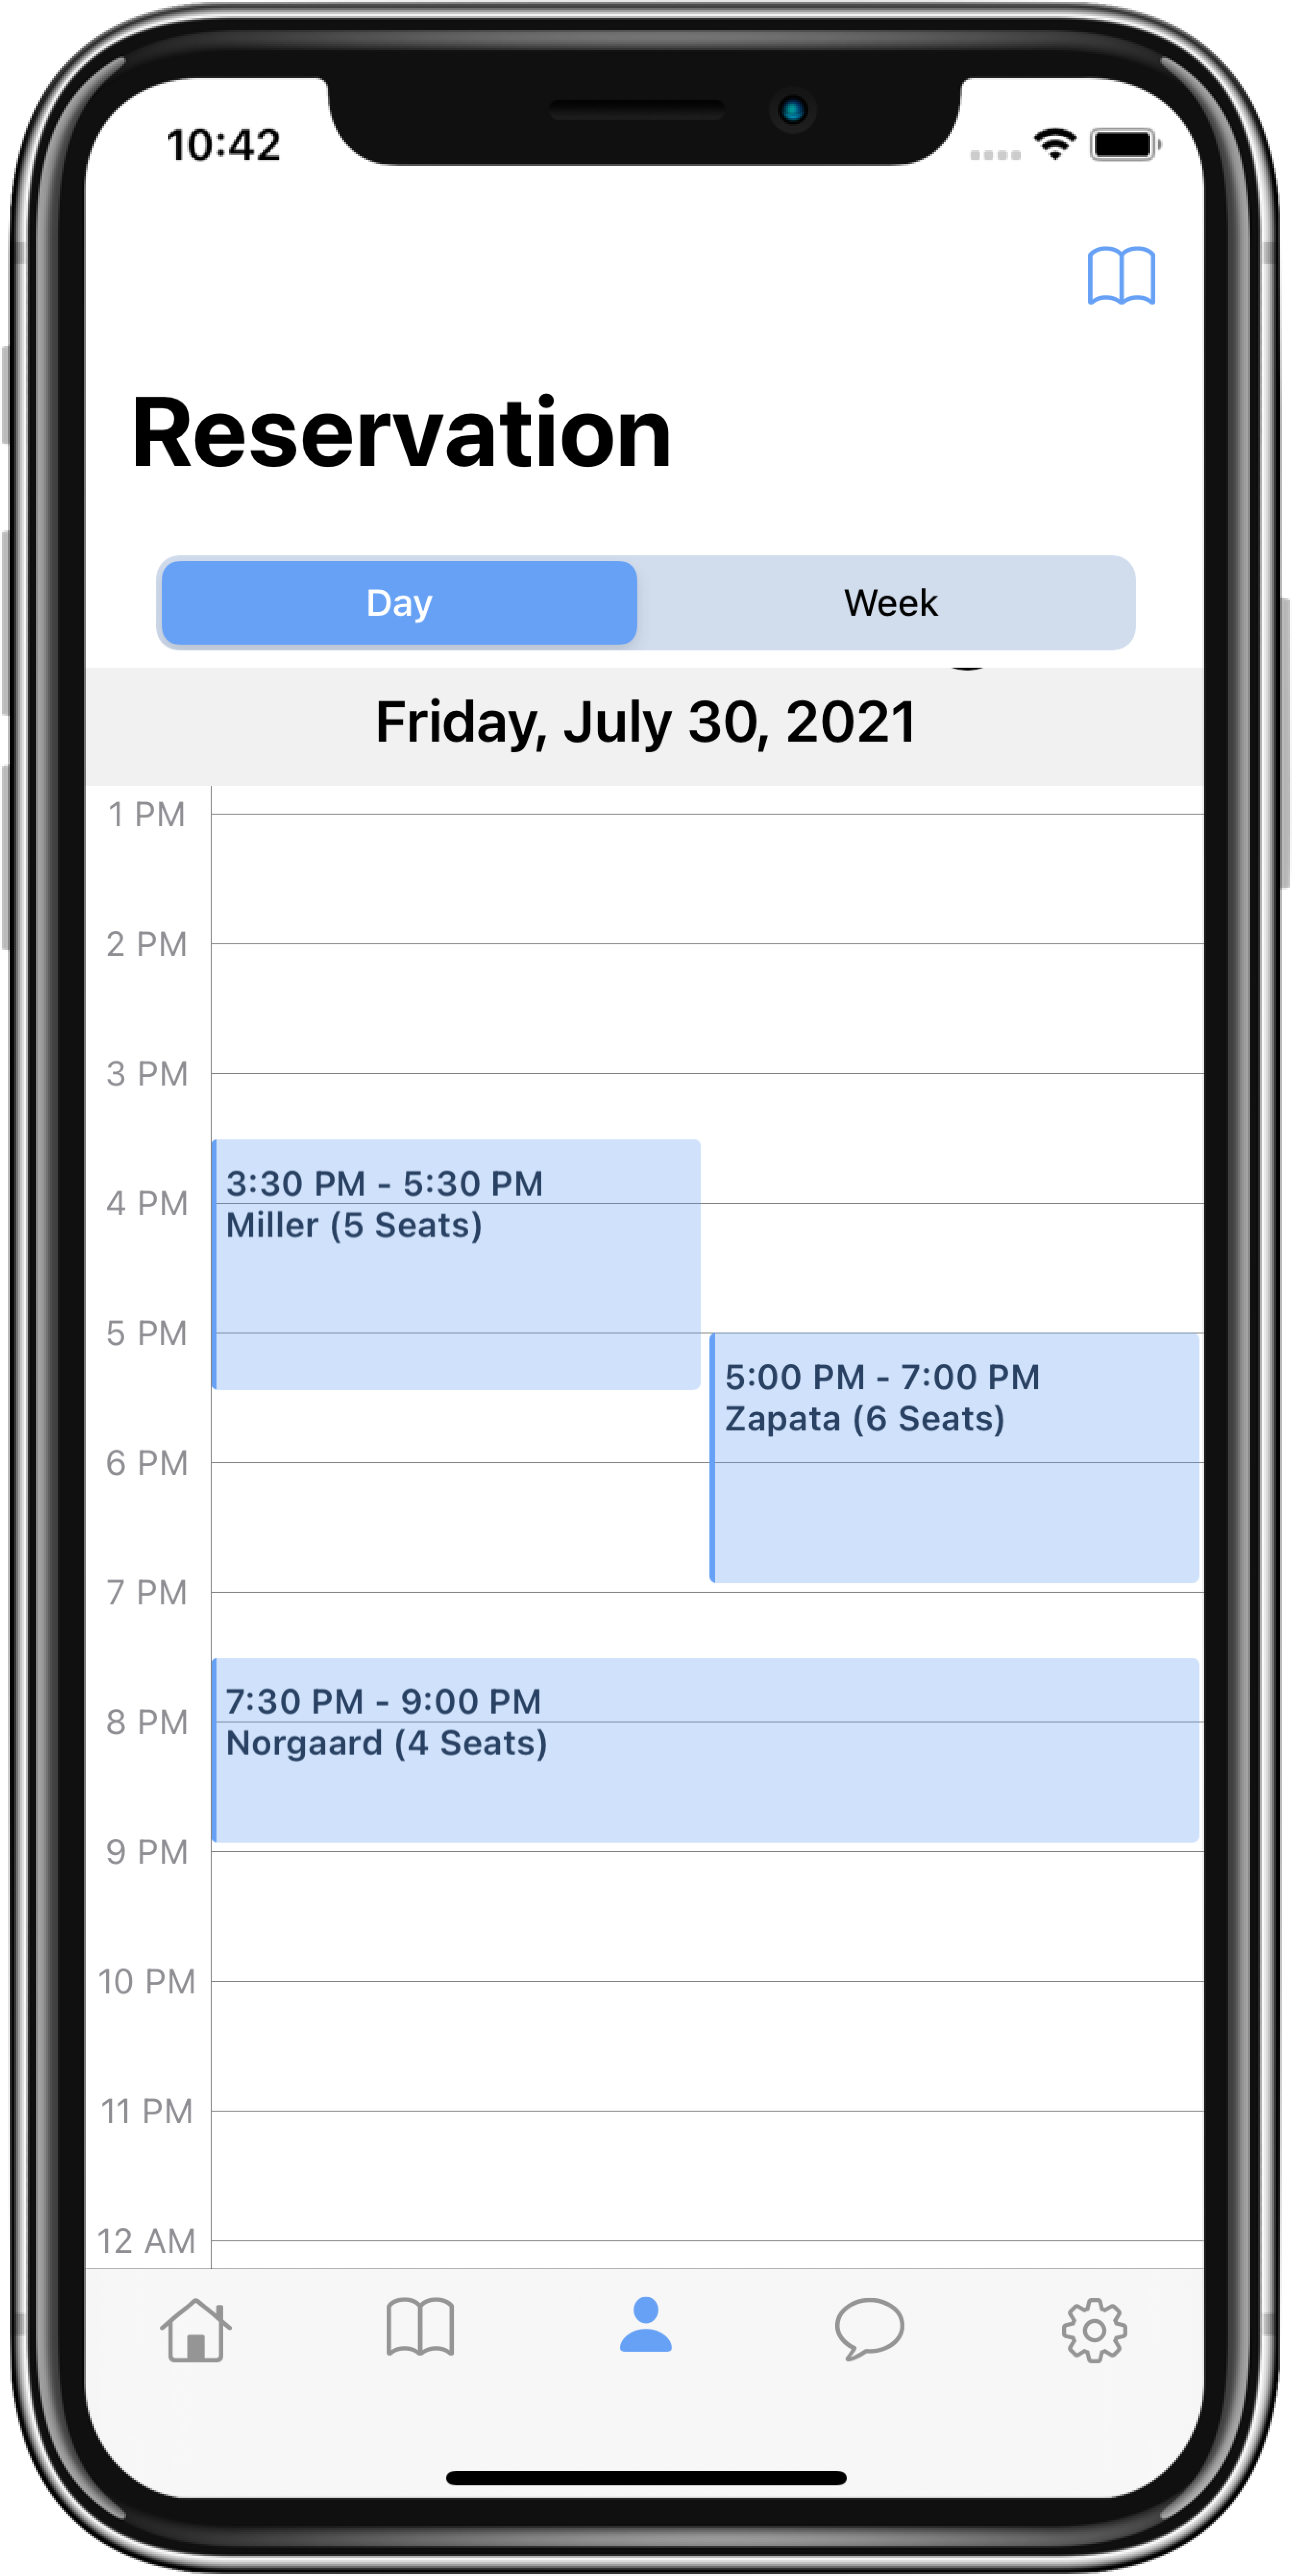 10:42
Reservation
Day
Week
Friday, July 30, 2021
1 PM
2 PM
3 PM
3:30 PM - 5:30 PM
4 PM
Miller (5 Seats)
5 PM
5:00 PM - 7:00 PM
Zapata (6 Seats)
6 PM
7 PM
7:30 PM - 9:00 PM
8 PM
Norgaard (4 Seats)
9 PM
10 PM
11 PM
12 AM